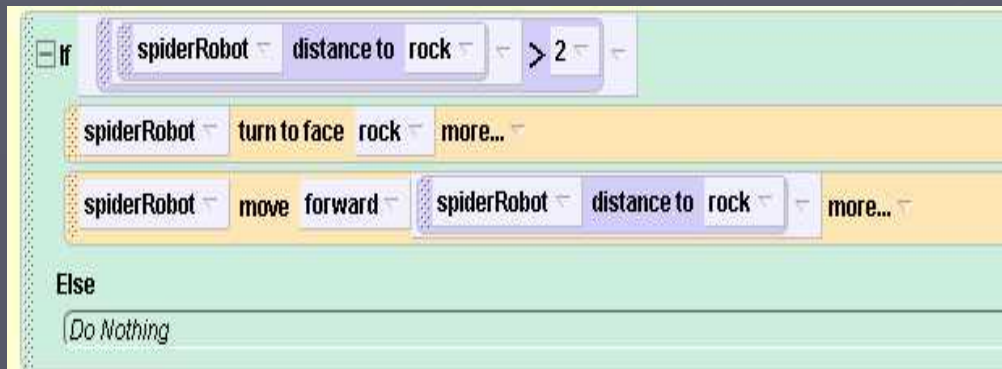 If spiderRobot distance to rock > 2
spiderRobot turn to face rock more...
spiderRobot move forward spiderRobot distance to rock more...
Else
Do Nothing